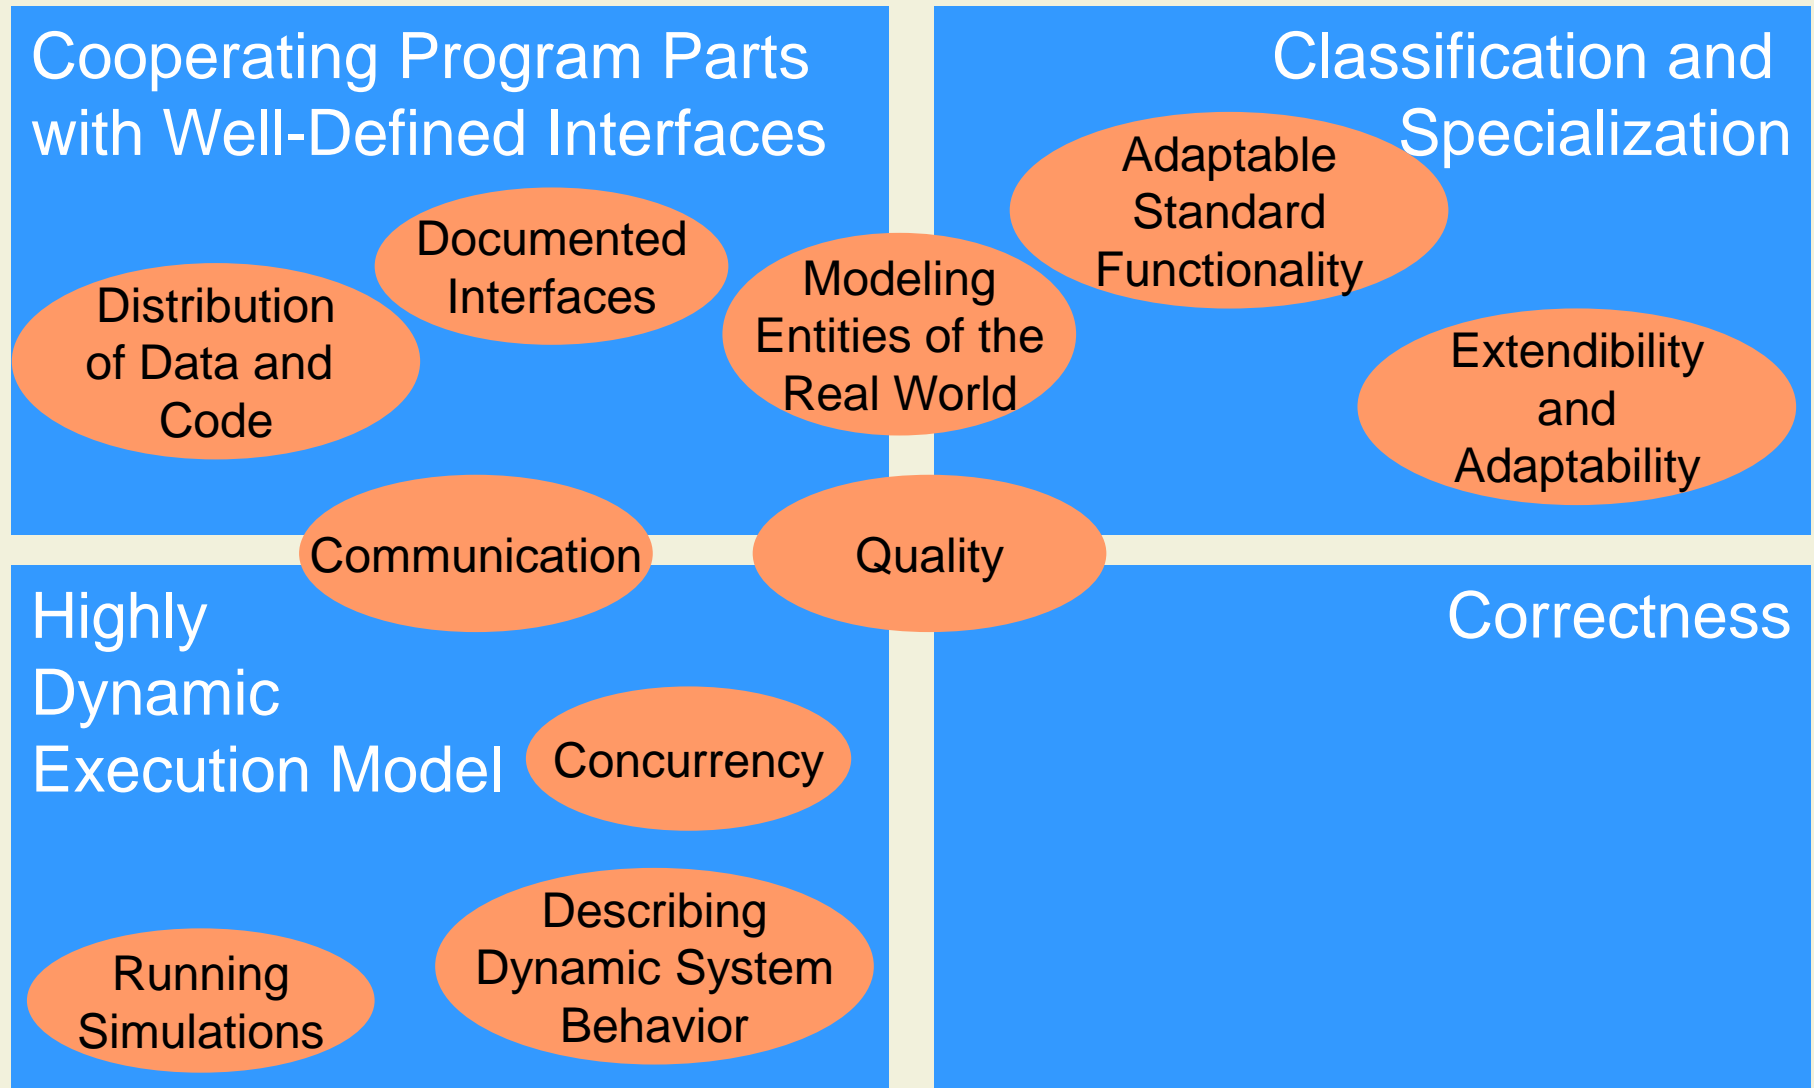 Cooperating Program Parts
with Well-Defined Interfaces
Documented
Interfaces
Distribution
of Data and
Code
Modeling
Entities of the
Real World
Classification and
Specialization
Adaptable
Standard
Functionality
Extendibility
and
Adaptability
Communication
Quality
Highly
Dynamic
Execution Model
Concurrency
Describing
Dynamic System
Behavior
Running
Simulations
Correctness